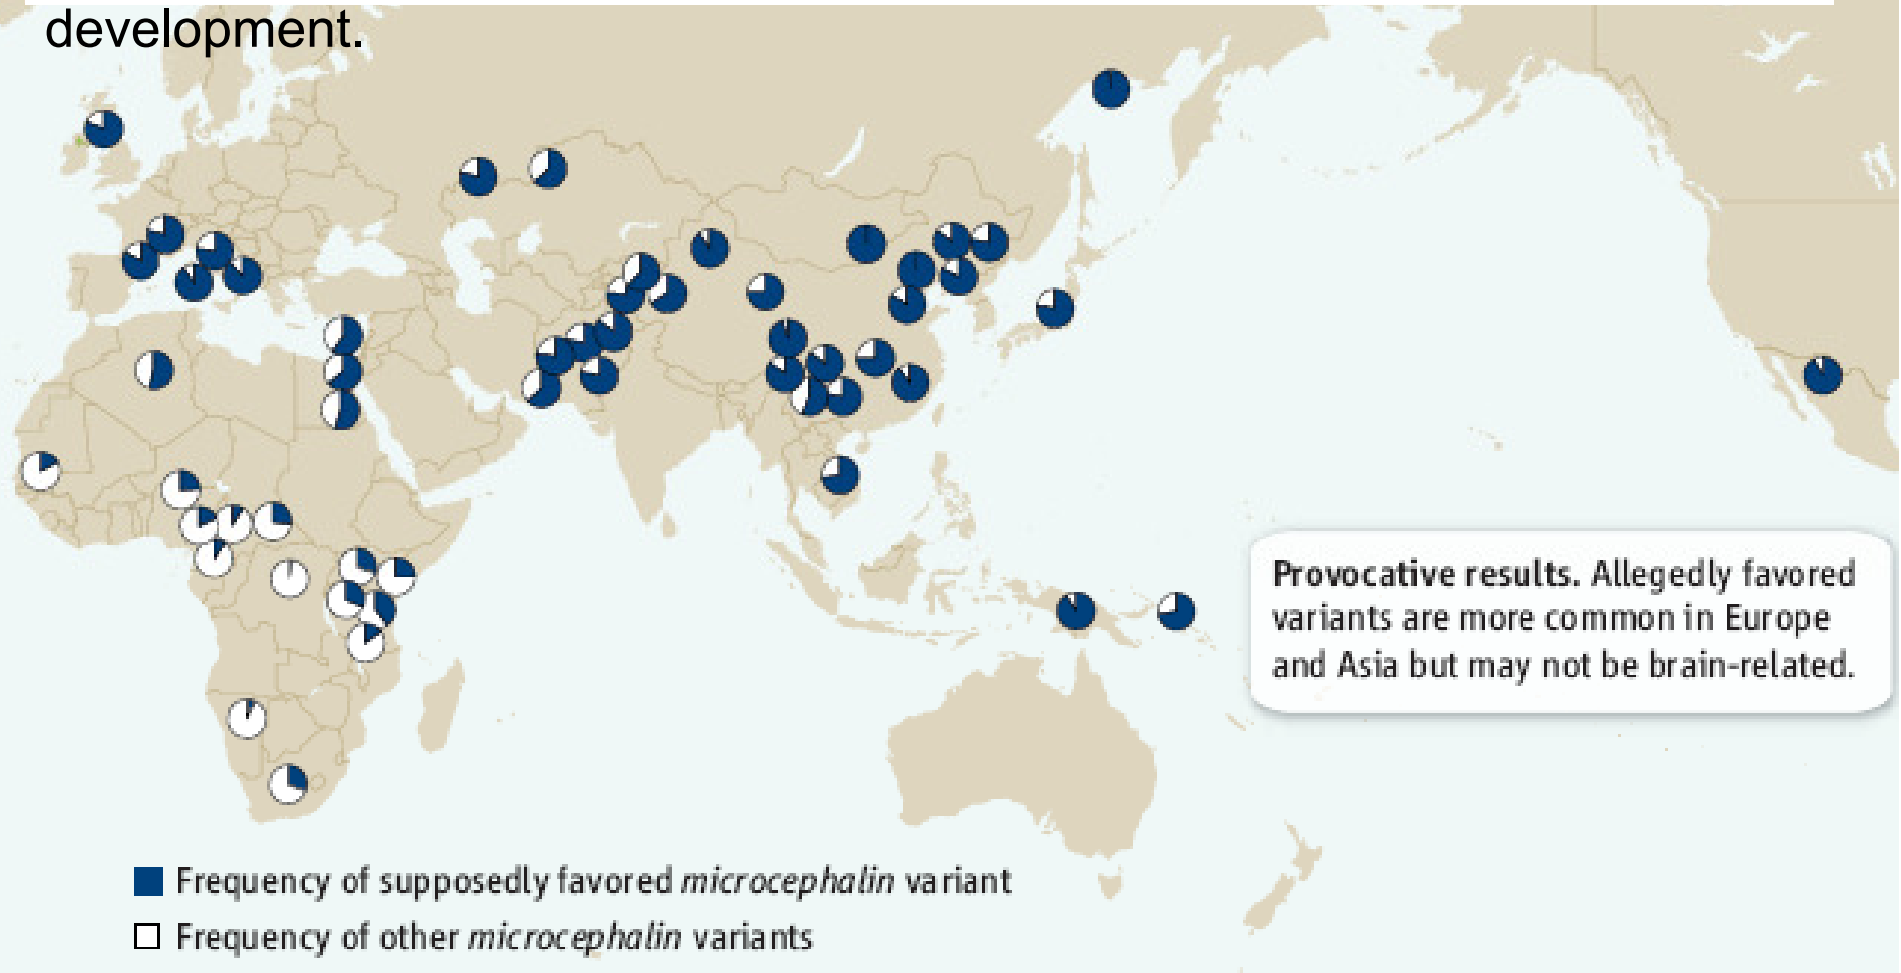 development.
Provocative results. Allegedly favored
variants are more common in Europe
and Asia but may not be brain-related.
Frequency of supposedly favored microcephalin variant
Frequency of other microcephalin variants